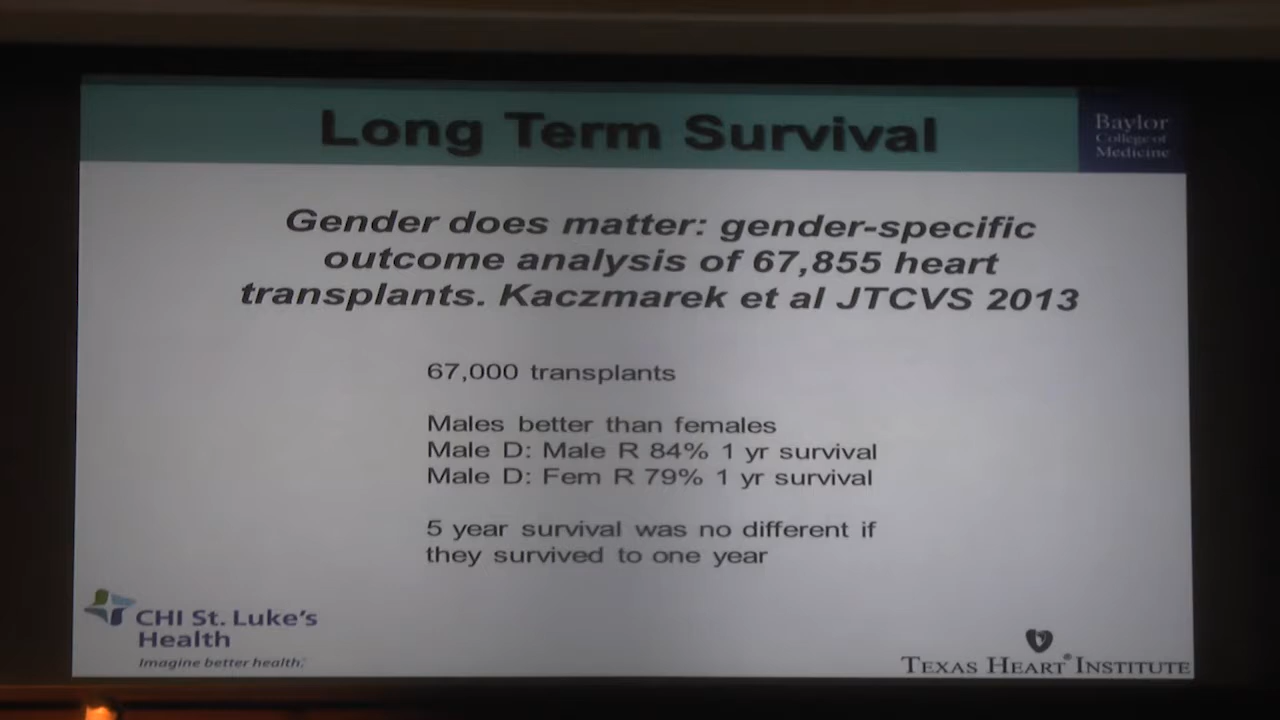 Long Term Survival
Baylor
College of
Medicine
Gender does matter: gender-specific
outcome analysis of 67,855 heart
transplants. Kaczmarek et al JTCVS 2013
67,000 transplants
Males better than females
Male D: Male R 84% 1 yr survival
Male D: Fem R 79% 1 yr survival
5 year survival was no different if
they survived to one year
CHI St. Luke's
Health
Imagine better health.
TEXAS HEART® INSTITUTE